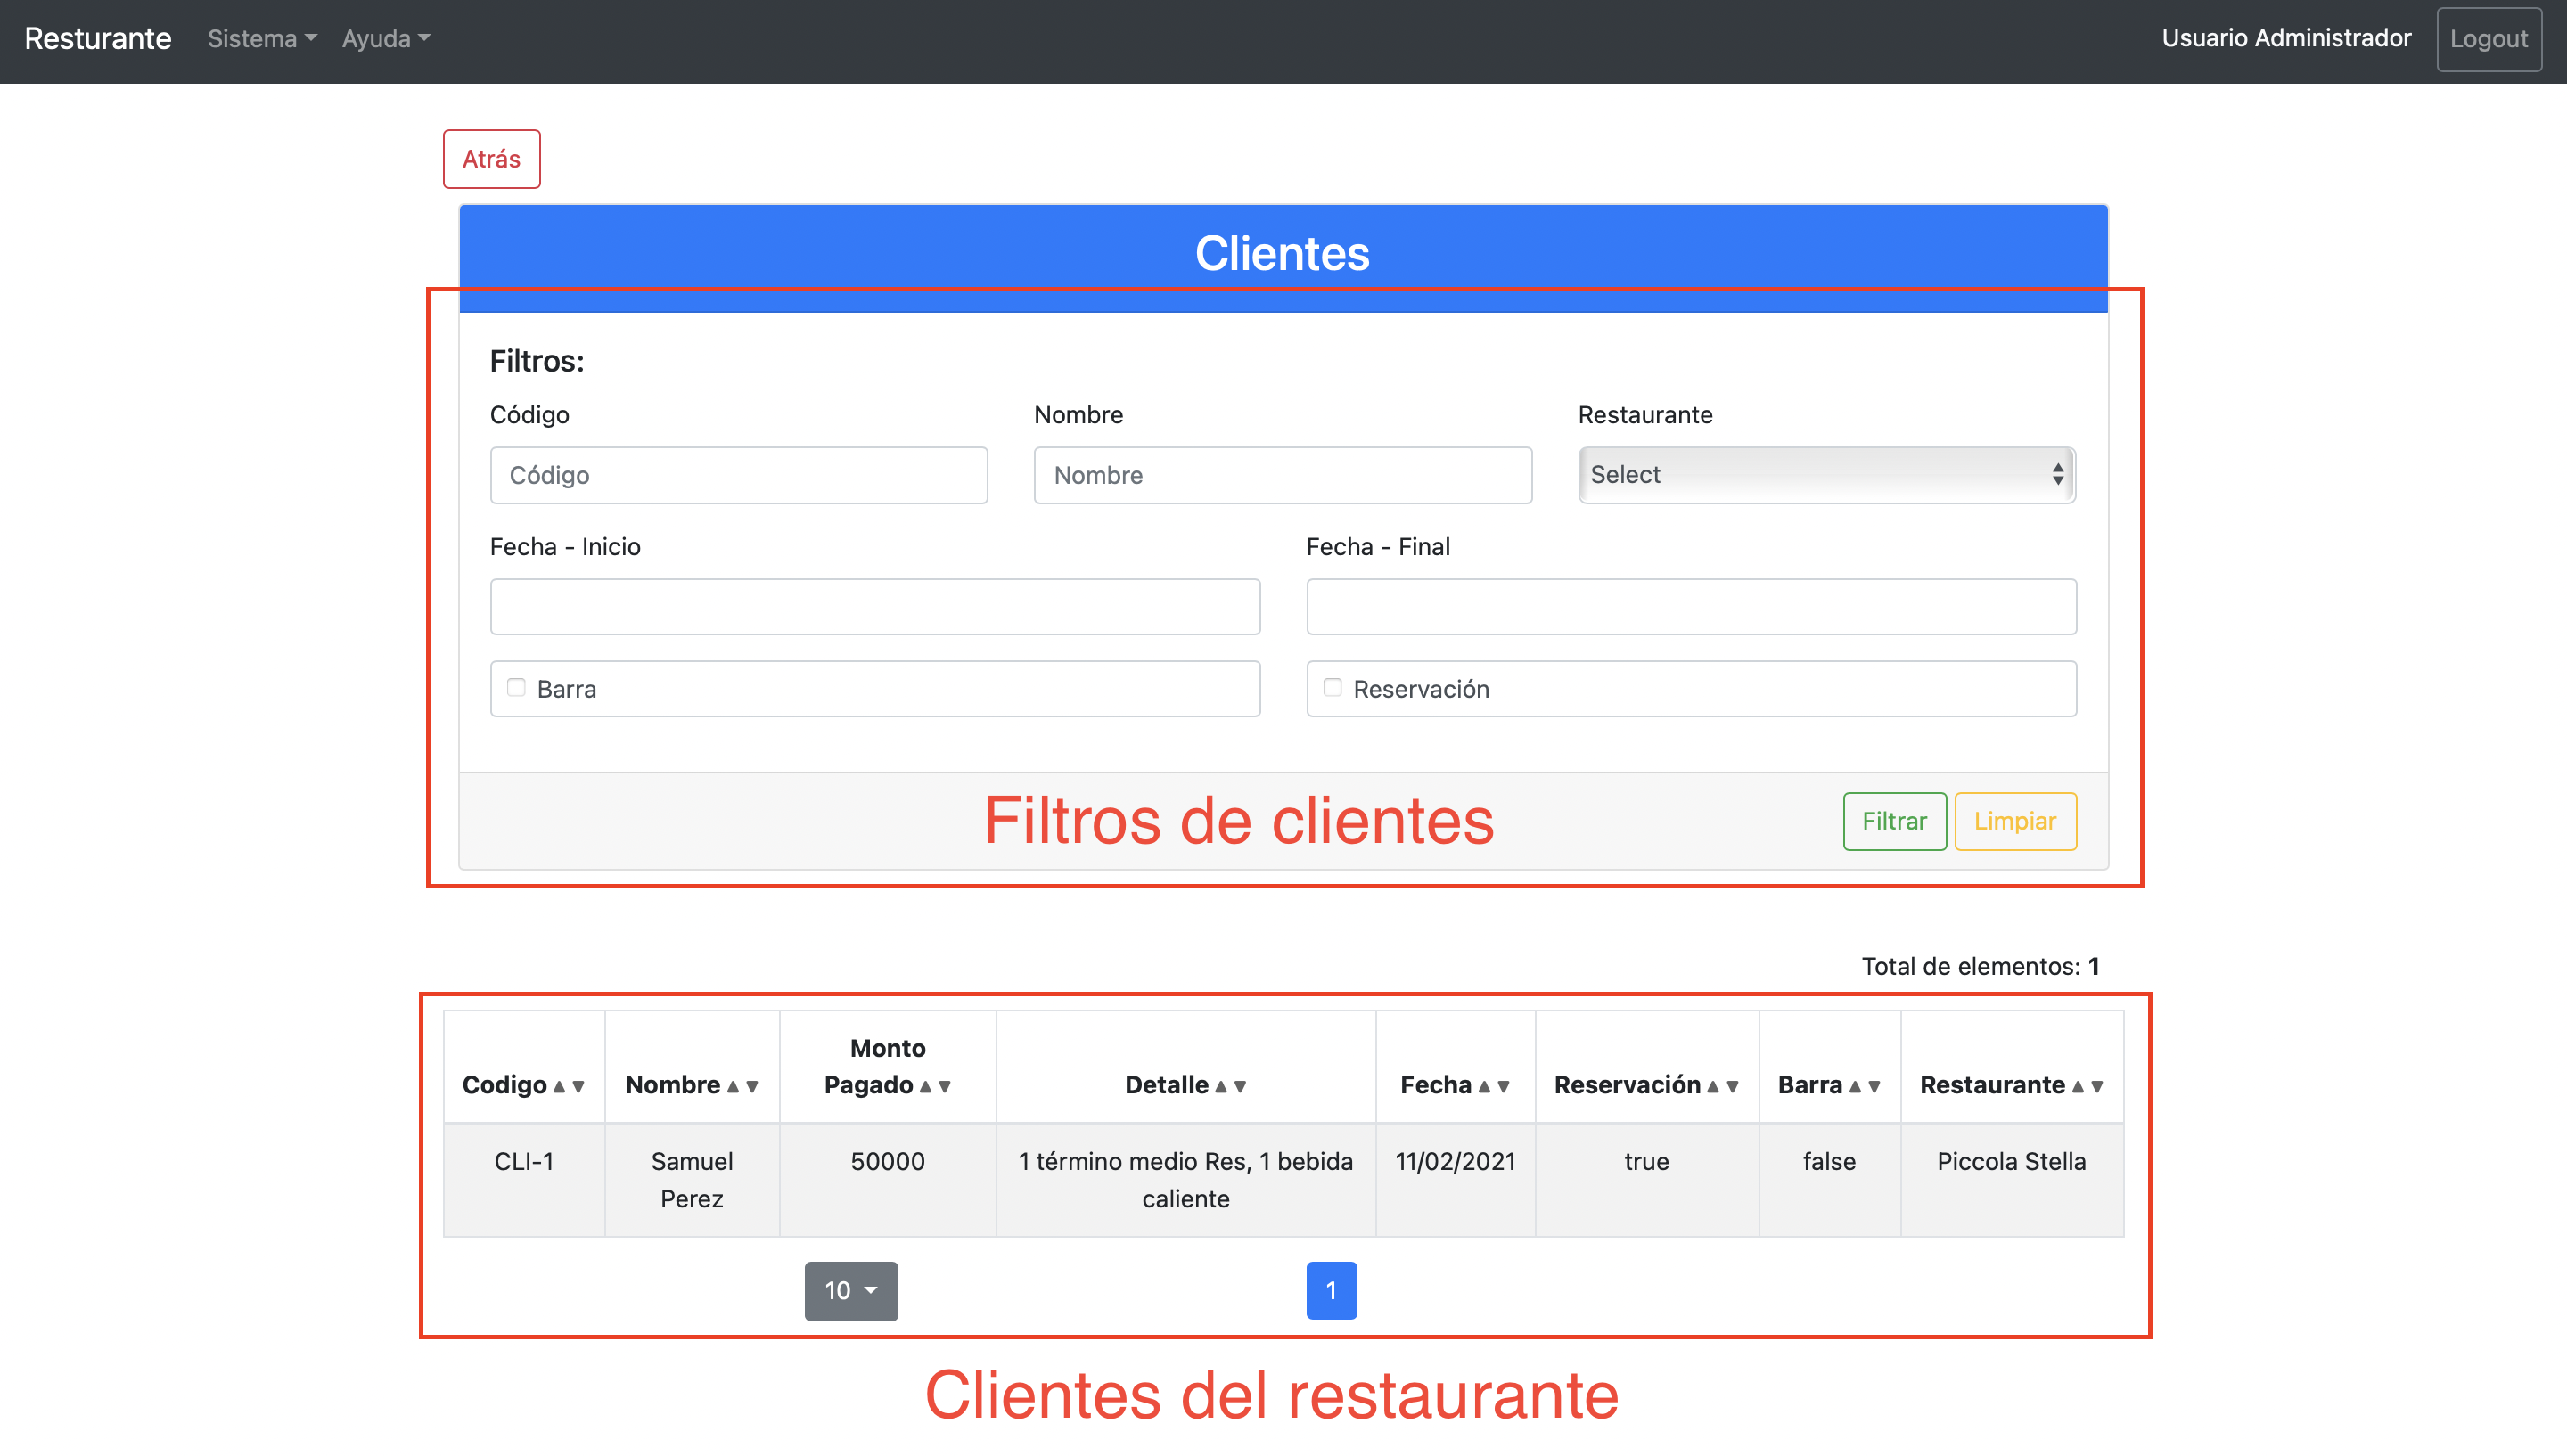 Resturante Sistema Ayuda Usuario Administrador Logout
Atrás
Clientes
Filtros:
Código Nombre Restaurante
Código Nombre Select
Fecha - Inicio Fecha - Final
Barra Reservación
Filtros de clientes Filtrar Limpiar
Total de elementos: 1
Monto
Codigo Nombre Pagado Detalle Fecha Reservación Barra Restaurante
CLI-1 Samuel 50000 1 término medio Res, 1 bebida 11/02/2021 true false Piccola Stella
Perez caliente
10 1
Clientes del restaurante